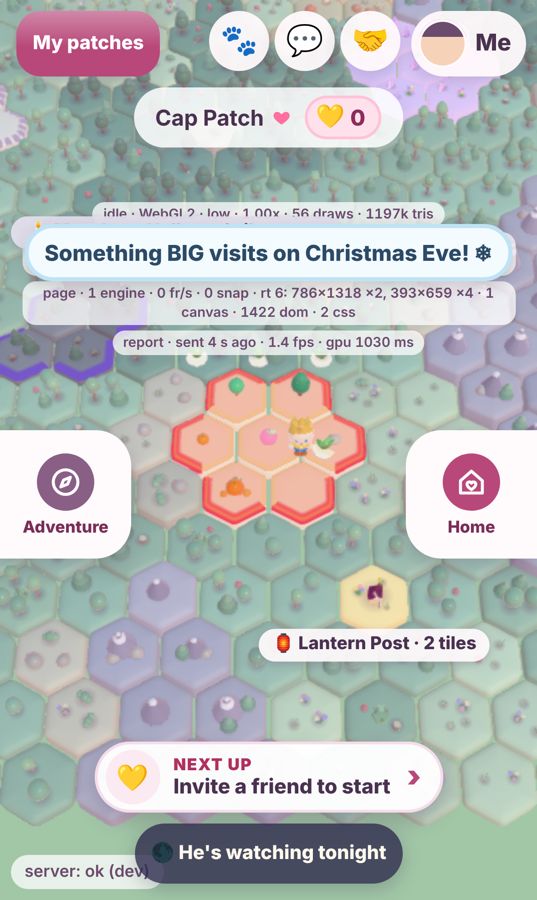 My patches
💬
🤝
Me
Cap Patch
0
idle · WebGL2 · low · 1.00x · 56 draws · 1197k tris
Something BIG visits on Christmas Eve! ❄
page · 1 engine · 0 fr/s · 0 snap · rt 6: 786×1318 ×2, 393×659 ×4 · 1
canvas · 1422 dom · 2 css
report · sent 4 s ago · 1.4 fps · gpu 1030 ms
Adventure
Home
Lantern Post · 2 tiles
NEXT UP
Invite a friend to start
He's watching tonight
server: ok (dev)